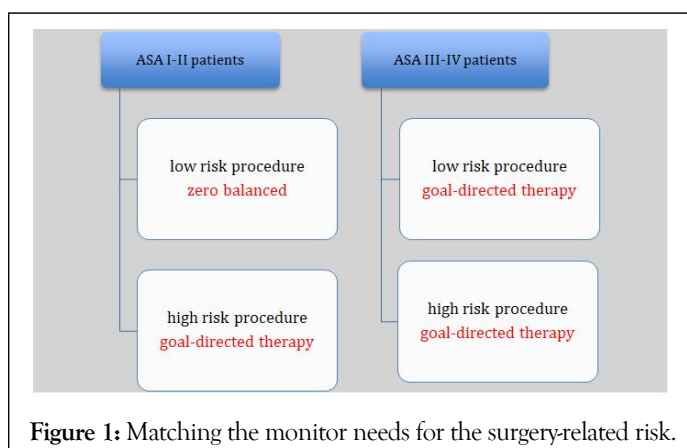 ASA I-II patients
low risk procedure
zero balanced
high risk procedure
goal-directed therapy
ASA III-IV patients
low risk procedure
goal-directed therapy
high risk procedure
goal-directed therapy
Figure 1: Matching the monitor needs for the surgery-related risk.